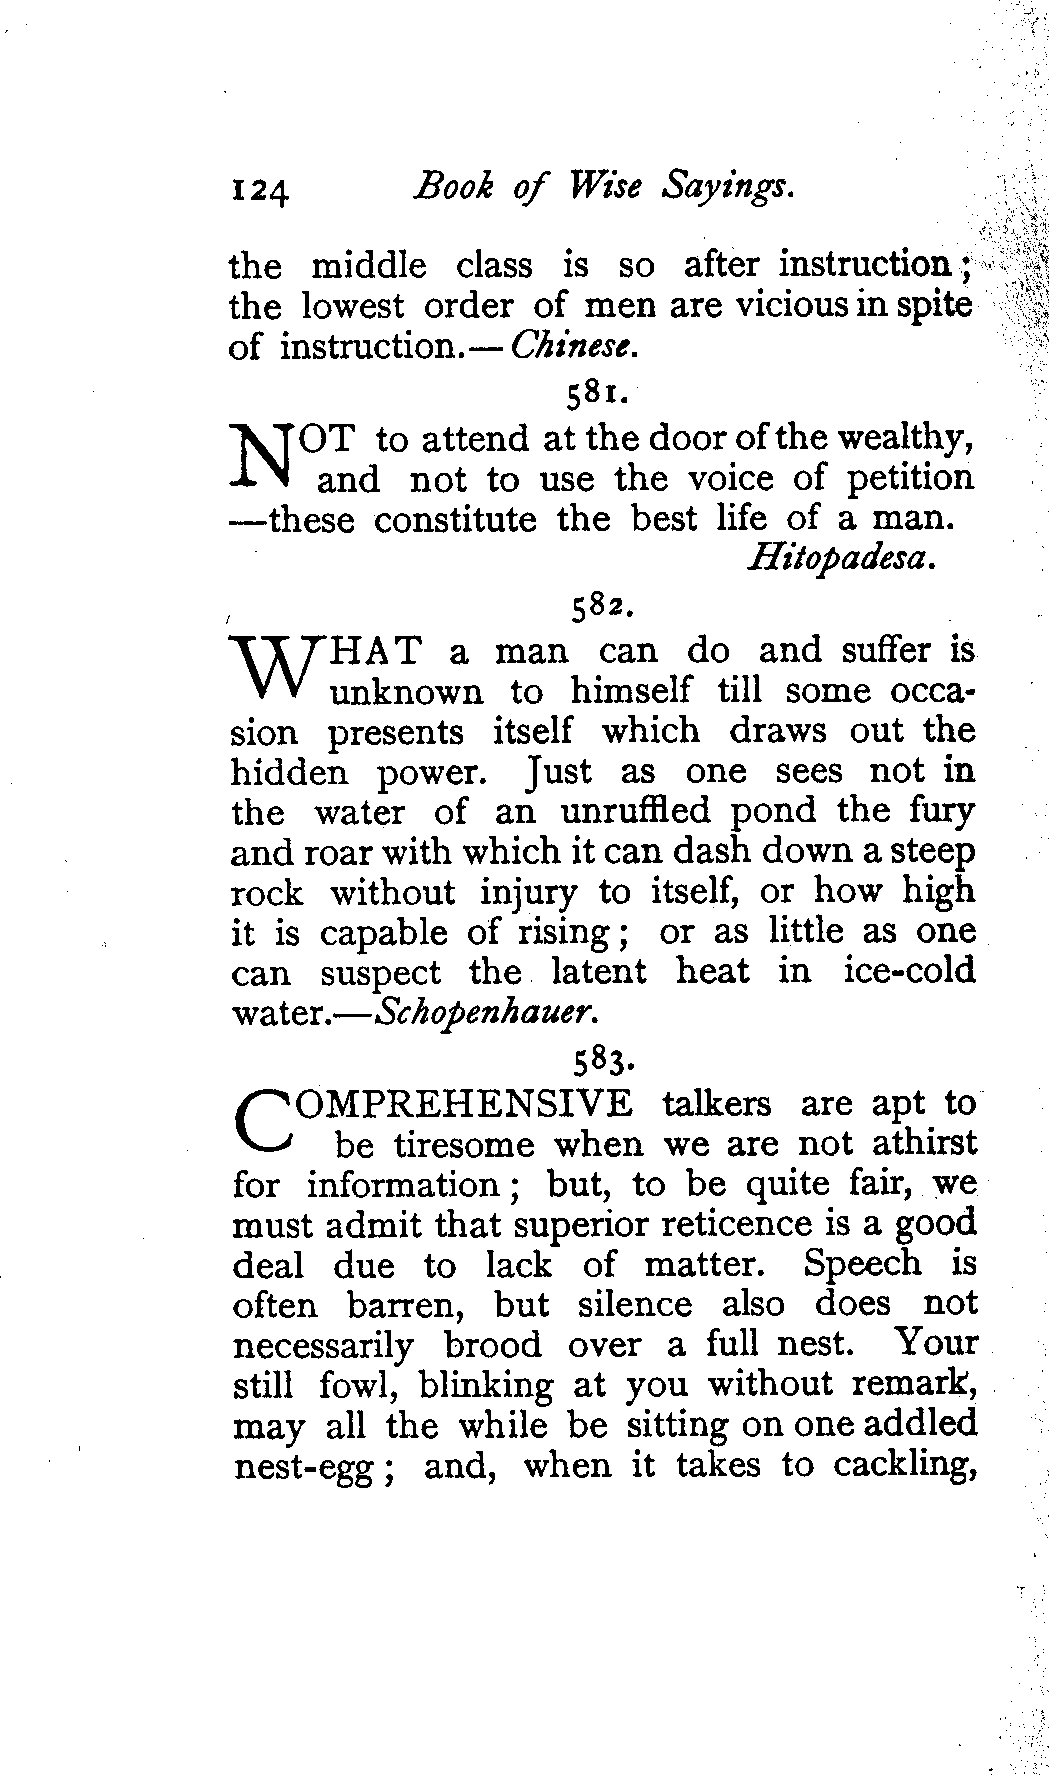 124 Book of Wise Sayings.
the middle class is so after instruction;
the lowest order of men are vicious in spite
of instruction.—Chinese.
581.
NOT to attend at the door of the wealthy,
and not to use the voice of petition
—these constitute the best life of a man.
Hitopadesa.
582.
WHAT a man can do and suffer is
unknown to himself till some occa-
sion presents itself which draws out the
hidden power. Just as one sees not in
the water of an unruffled pond the fury
and roar with which it can dash down a steep
rock without injury to itself, or how high
it is capable of rising; or as little as one
can suspect the latent heat in ice-cold
water.—Schopenhauer.
583.
COMPREHENSIVE talkers are apt to
be tiresome when we are not athirst
for information; but, to be quite fair, we
must admit that superior reticence is a good
deal due to lack of matter. Speech is
often barren, but silence also does not
necessarily brood over a full nest. Your
still fowl, blinking at you without remark,
may all the while be sitting on one addled
nest-egg; and, when it takes to cackling,